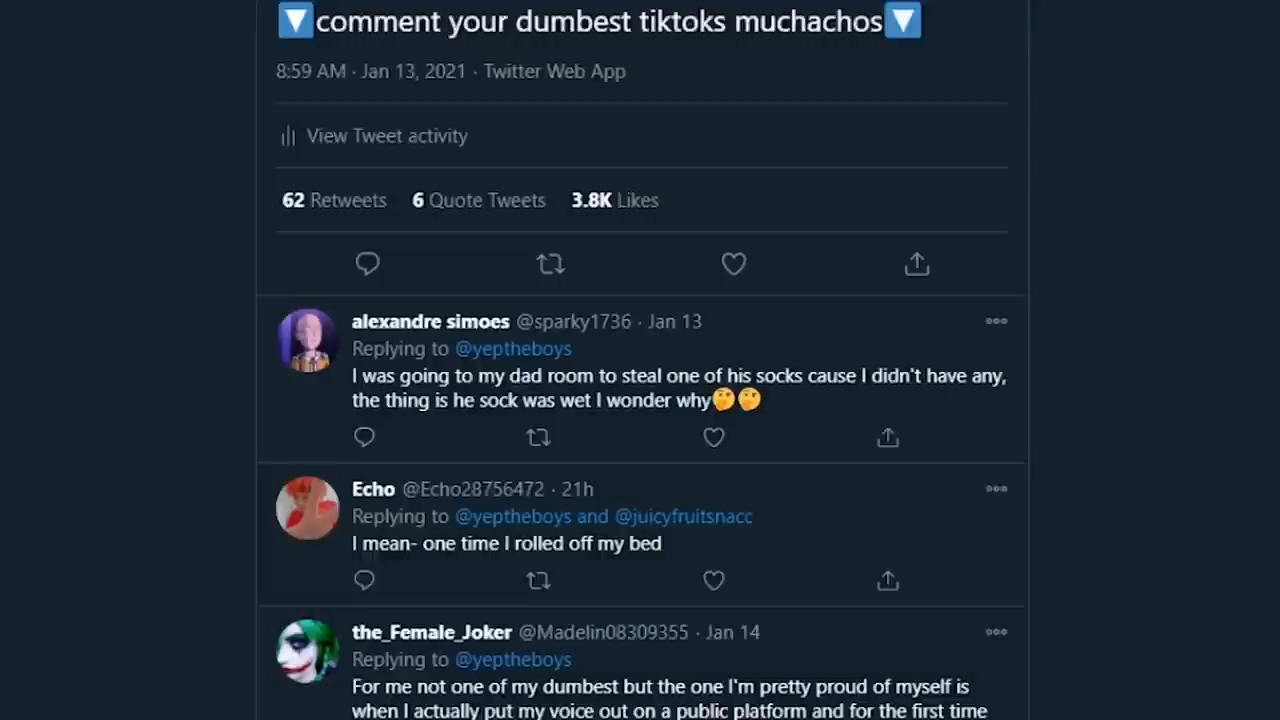 🔽comment your dumbest tiktoks muchachos🔽
8:59 AM · Jan 13, 2021 · Twitter Web App
View Tweet activity
62 Retweets 6 Quote Tweets 3.8K Likes
alexandre simoes @sparky1736 · Jan 13
Replying to @yeptheboys
I was going to my dad room to steal one of his socks cause I didn't have any,
the thing is he sock was wet I wonder why🤔🤔
Echo @Echo28756472 · 21h
Replying to @yeptheboys and @juicyfruitsnacc
I mean- one time I rolled off my bed
the_Female_Joker @Madelin08309355 · Jan 14
Replying to @yeptheboys
For me not one of my dumbest but the one I'm pretty proud of myself is
when I actually put my voice out on a public platform and for the first time